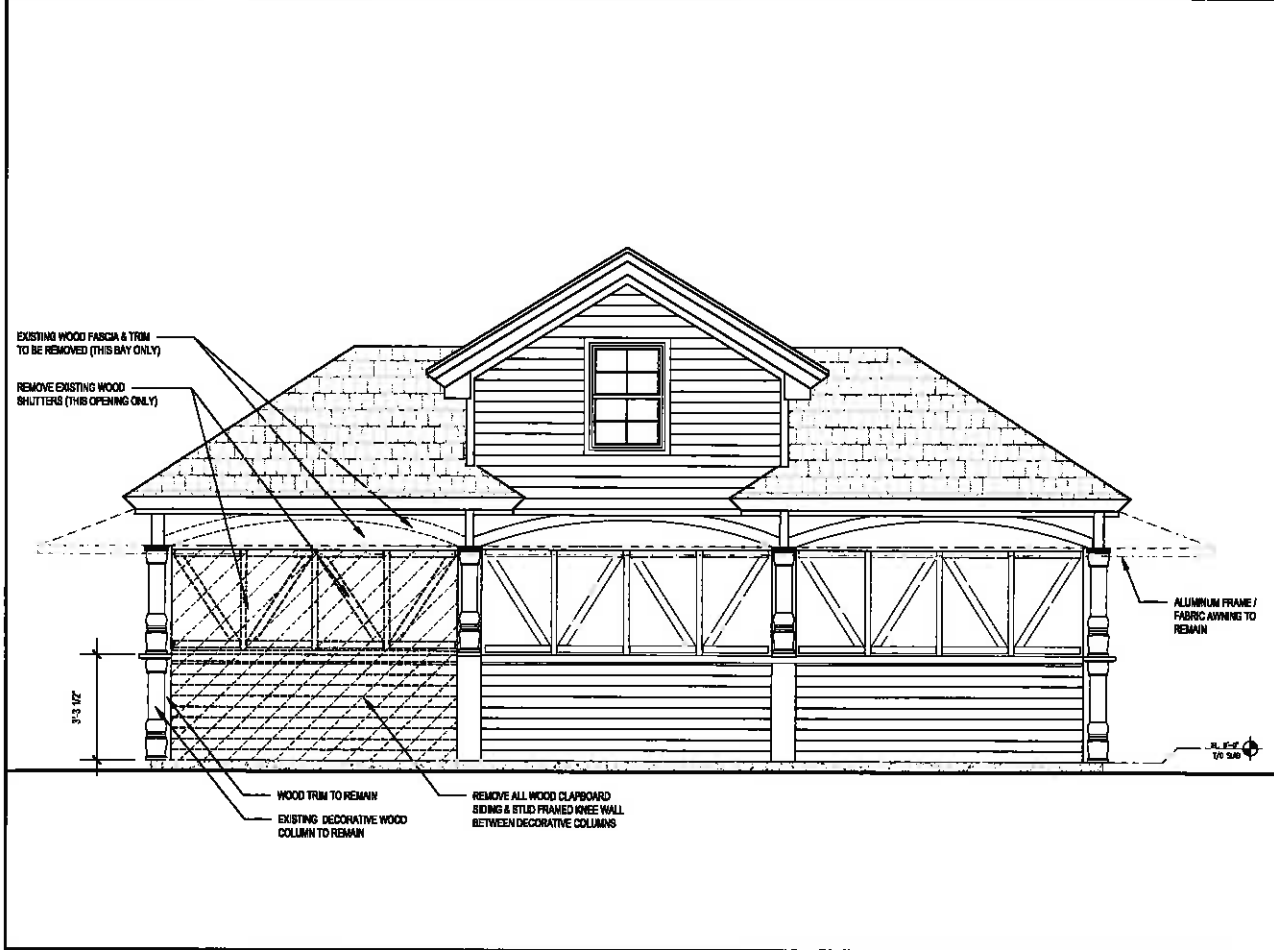 EXISTING WOOD FASCIA & TRIM
TO BE REMOVED (THIS BAY ONLY)
REMOVE EXISTING WOOD
SHUTTERS (THIS OPENING ONLY)
ALUMINUM FRAME /
FABRIC AWNING TO
REMAIN
3'-3 1/2"
T/O SLAB
WOOD TRIM TO REMAIN
EXISTING DECORATIVE WOOD
COLUMN TO REMAIN
REMOVE ALL WOOD CLAPBOARD
SIDING & STUD FRAMED KNEE WALL
BETWEEN DECORATIVE COLUMNS